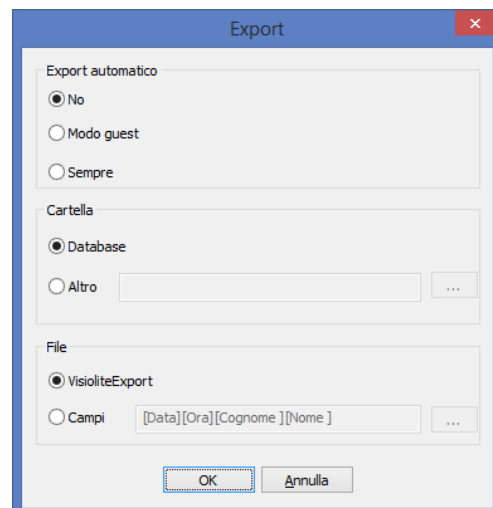 Export
Export automatico
No
Modo guest
Sempre
Cartella
Database
Altro
...
File
VisioliteExport
Campi [Data][Ora][Cognome ][Nome ] ...
OK Annulla